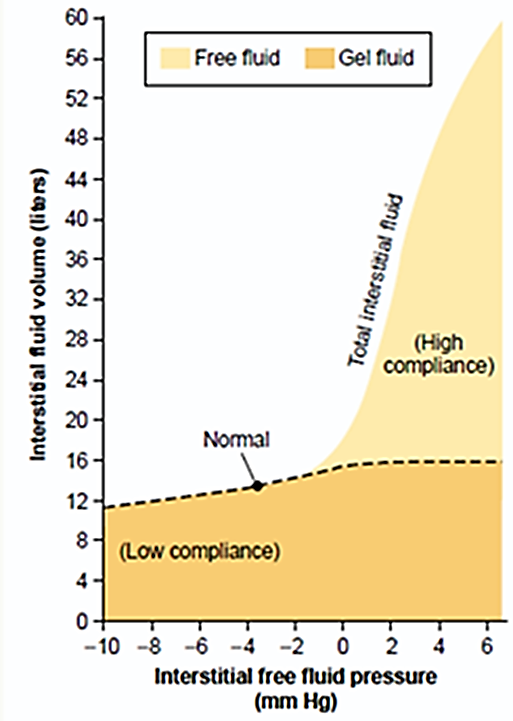 Free fluid
Gel fluid
Interstitial fluid volume (liters)
60
56
52
48
44
40
36
32
28
24
20
16
12
8
4
0
Total interstitial fluid
(High
compliance)
Normal
(Low compliance)
–10 –8 –6 –4 –2 0 2 4 6
Interstitial free fluid pressure
(mm Hg)